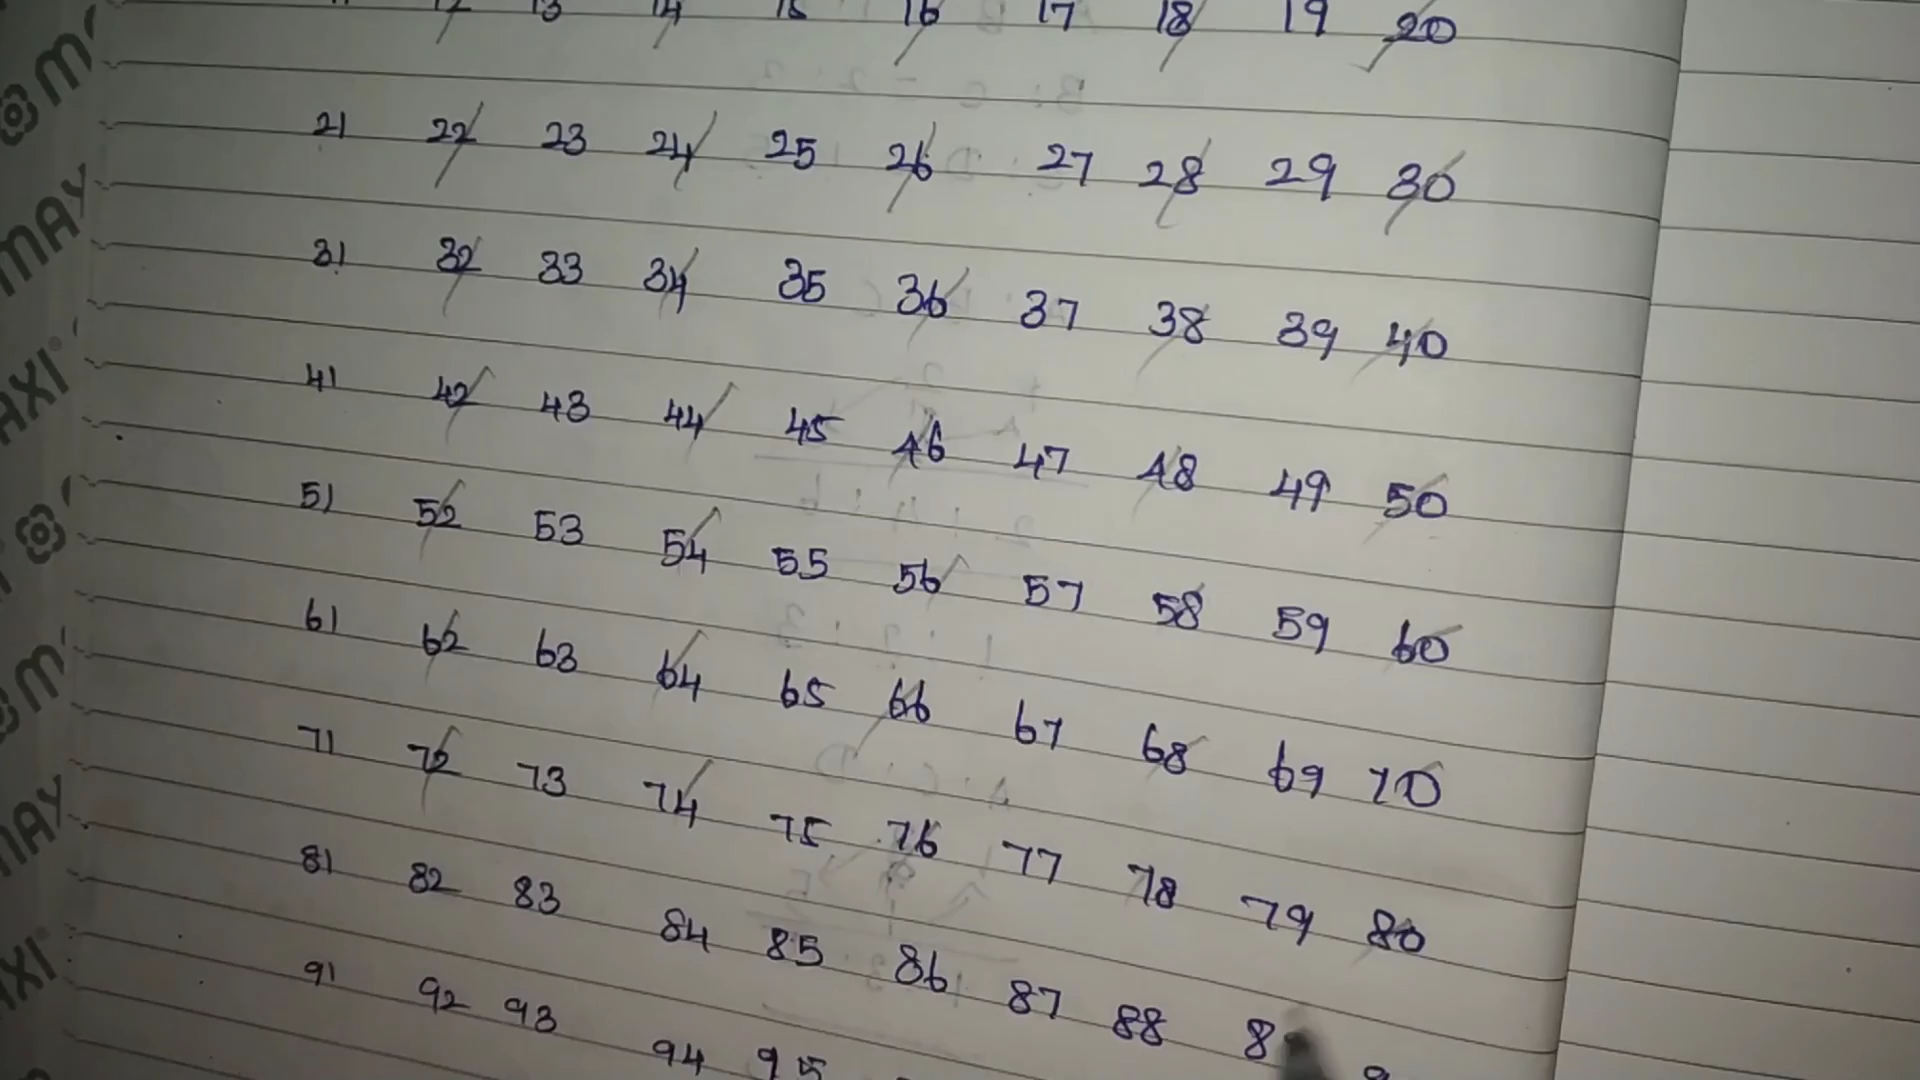 12 13 14 15 16 17 18 19 20
21 22 23 24 25 26 27 28 29 30
31 32 33 34 35 36 37 38 39 40
41 42 43 44 45 46 47 48 49 50
51 52 53 54 55 56 57 58 59 60
61 62 63 64 65 66 67 68 69 70
71 72 73 74 75 76 77 78 79 80
81 82 83 84 85 86 87 88 8
91 92 93 94 95
MAY
AXI